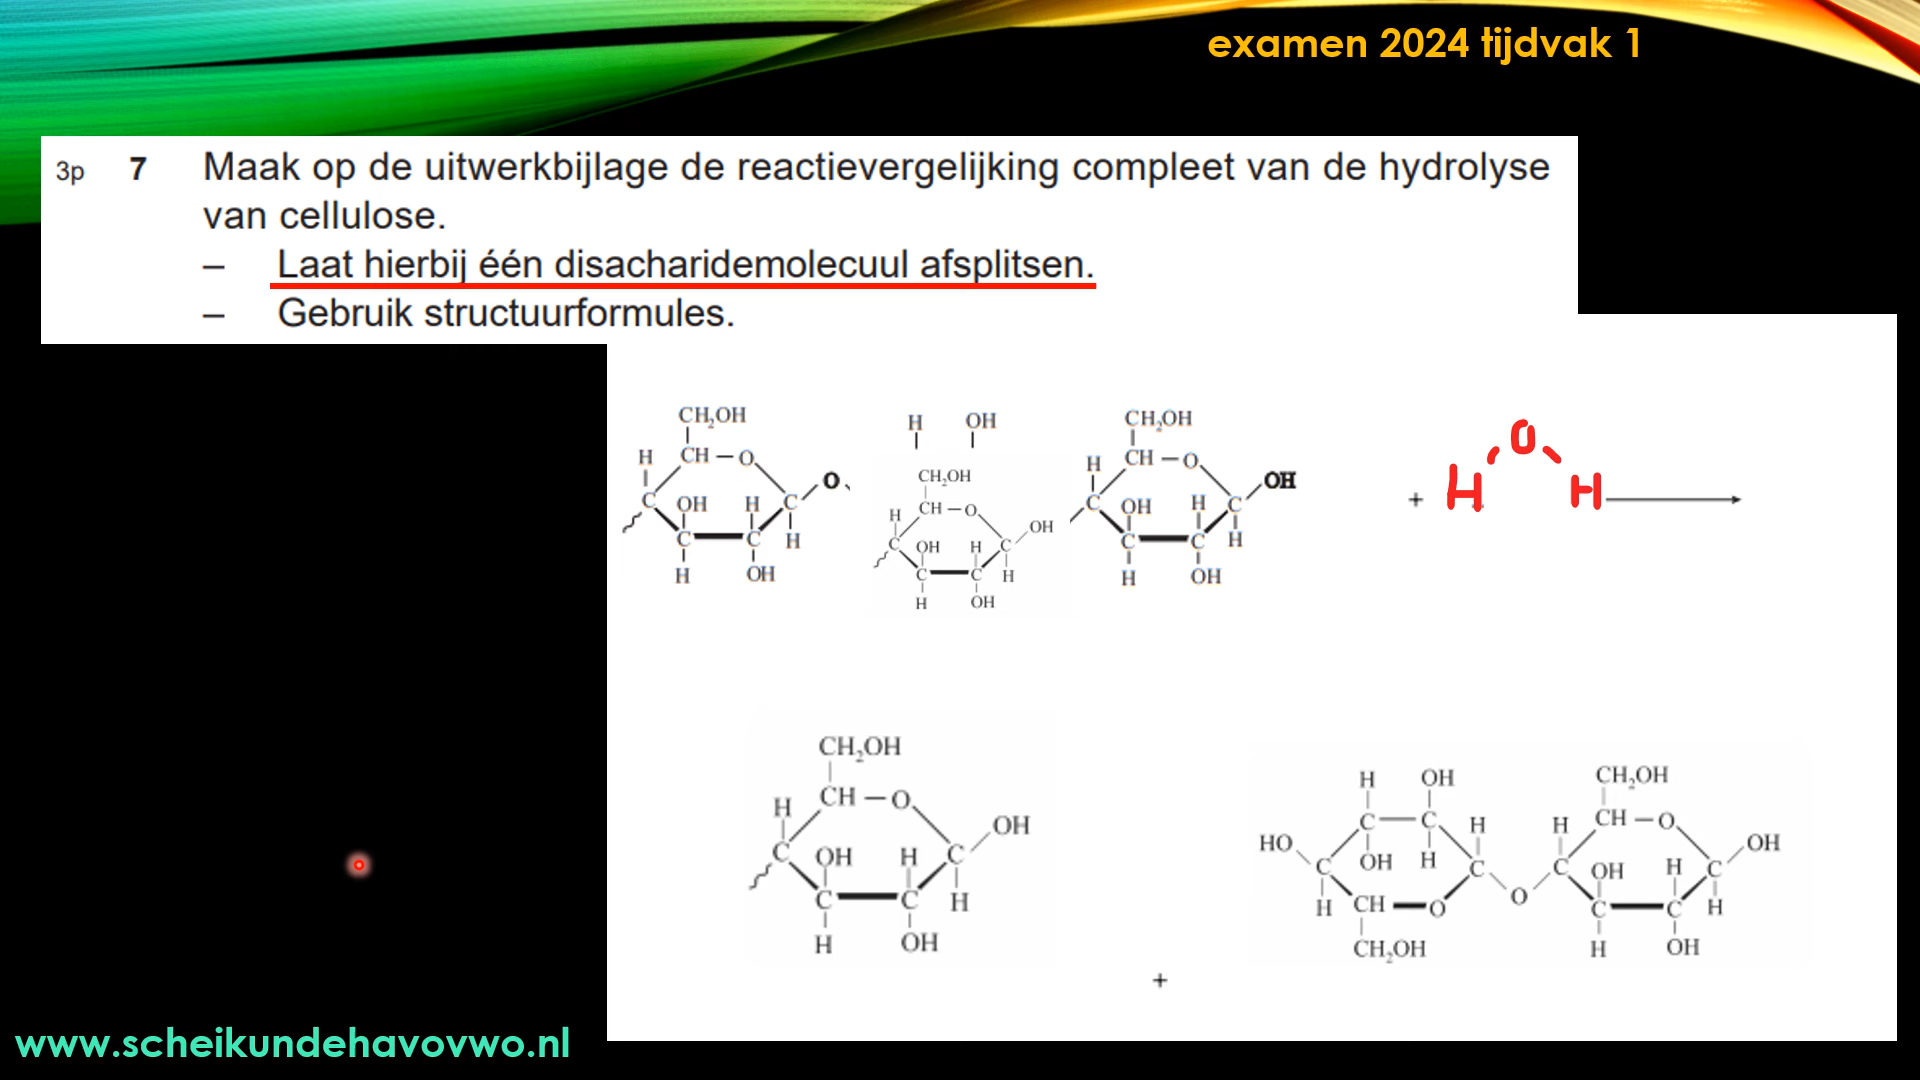 examen 2024 tijdvak 1
3p 7 Maak op de uitwerkbijlage de reactievergelijking compleet van de hydrolyse
van cellulose.
– Laat hierbij één disacharidemolecuul afsplitsen.
– Gebruik structuurformules.
CH₂OH
H CH — O
O
C OH H C
C C H
H OH
H OH
CH₂OH
H CH — O
OH
C OH H C
C C H
H OH
CH₂OH
H CH — O
OH
C OH H C
C C H
H OH
+ H O H
CH₂OH
H CH — O
OH
C OH H C
C C H
H OH
+
H OH
C C H
HO
C OH H C
H CH O
CH₂OH
O
CH₂OH
H CH — O
OH
C OH H C
C C H
H OH
www.scheikundehavovwo.nl